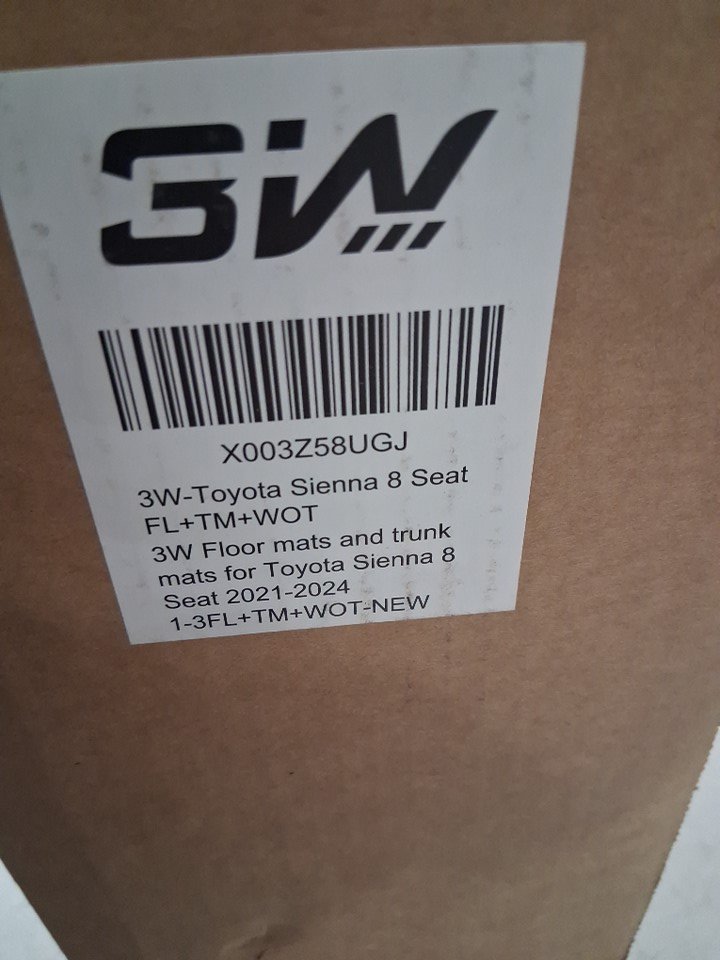 3W
X003Z58UGJ
3W-Toyota Sienna 8 Seat
FL+TM+WOT
3W Floor mats and trunk
mats for Toyota Sienna 8
Seat 2021-2024
1-3FL+TM+WOT-NEW